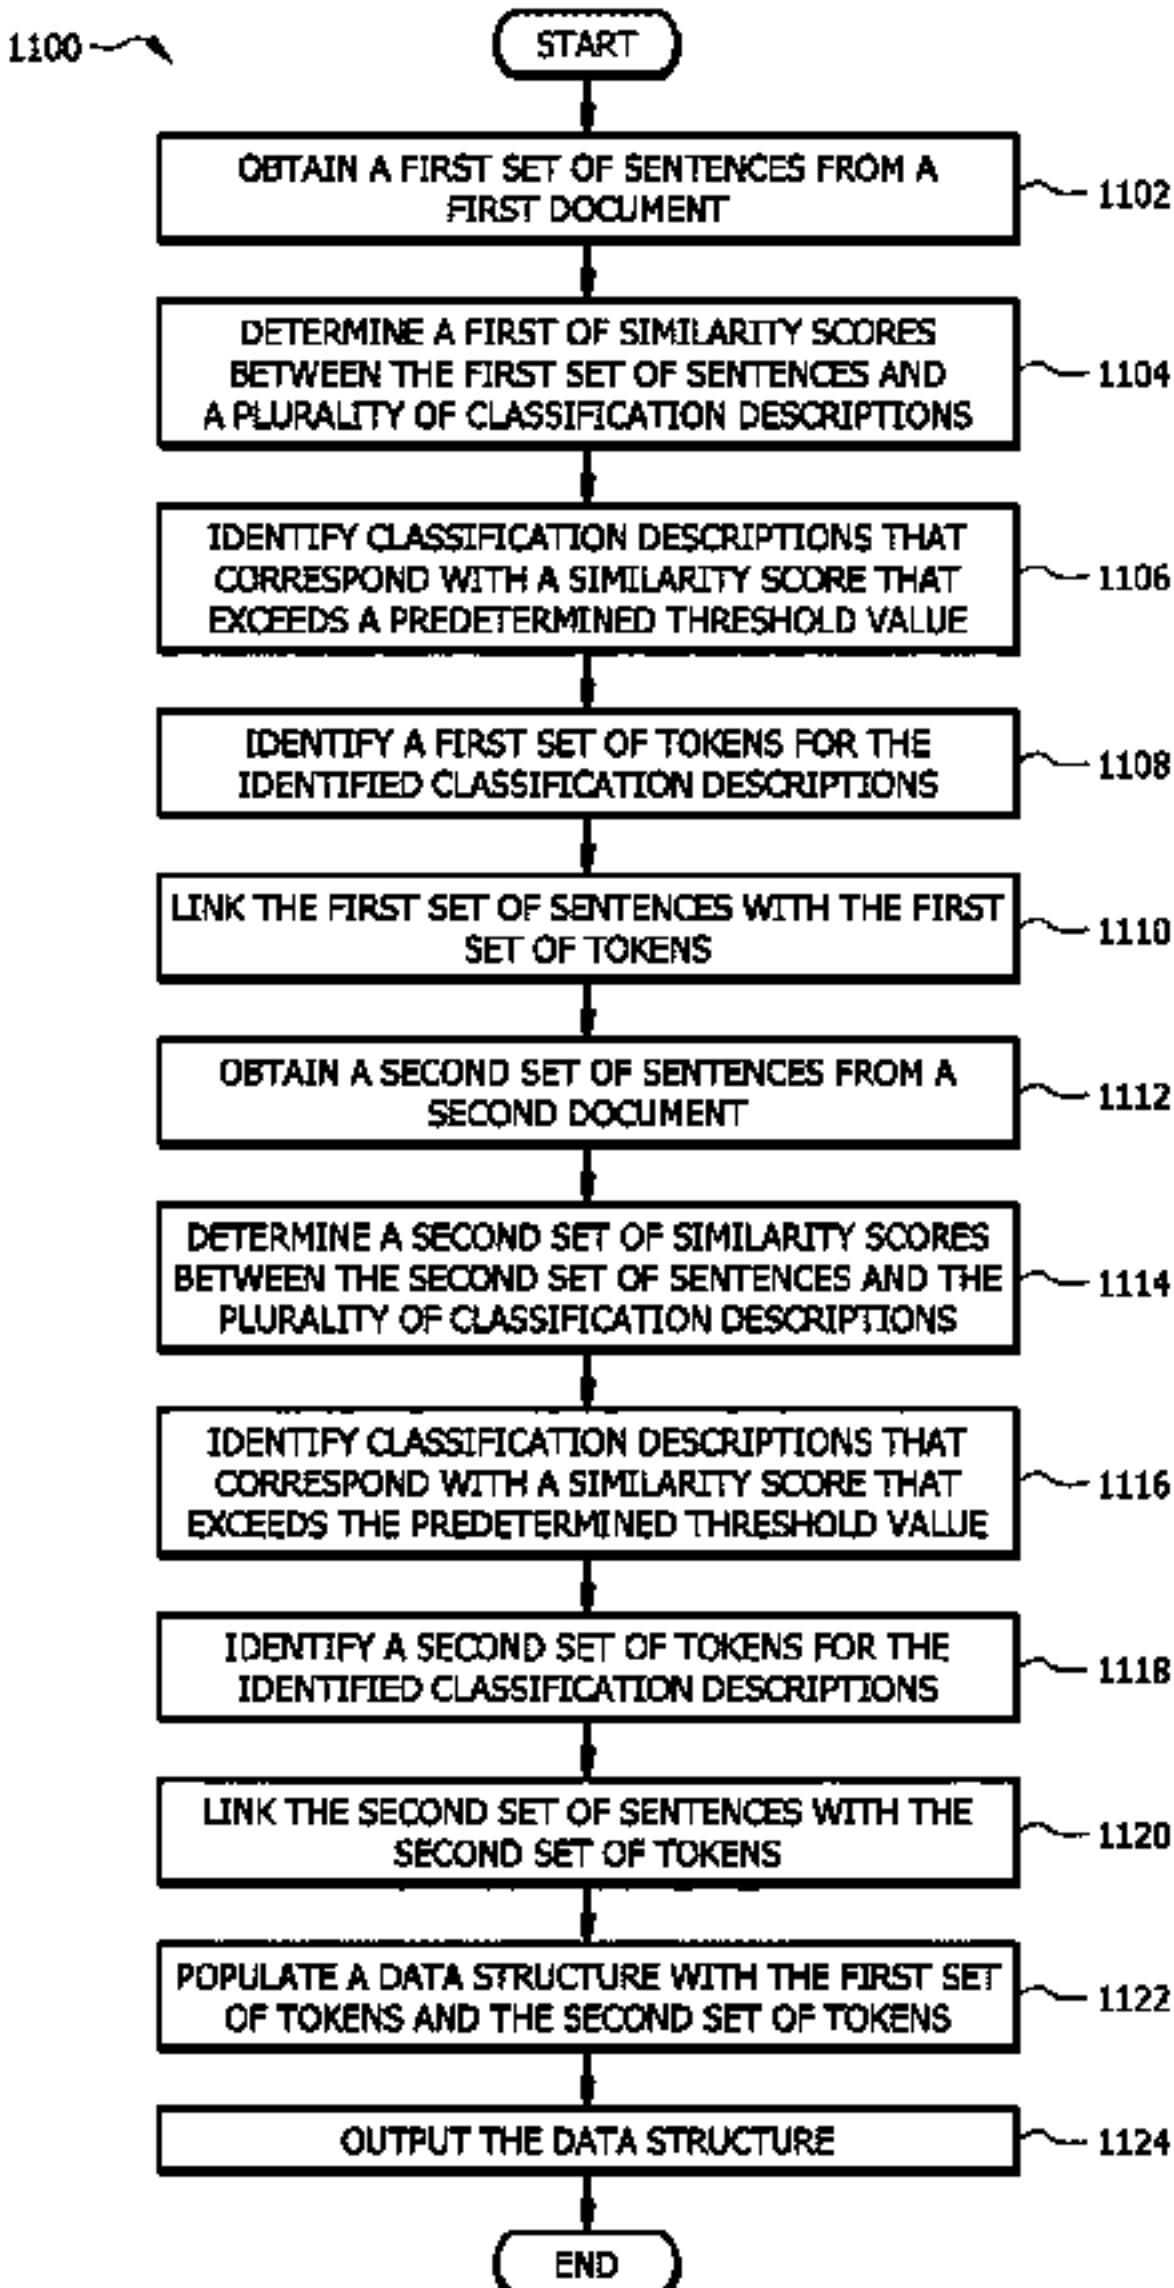 1100
START
OBTAIN A FIRST SET OF SENTENCES FROM A
FIRST DOCUMENT
1102
DETERMINE A FIRST OF SIMILARITY SCORES
BETWEEN THE FIRST SET OF SENTENCES AND
A PLURALITY OF CLASSIFICATION DESCRIPTIONS
1104
IDENTIFY CLASSIFICATION DESCRIPTIONS THAT
CORRESPOND WITH A SIMILARITY SCORE THAT
EXCEEDS A PREDETERMINED THRESHOLD VALUE
1106
IDENTIFY A FIRST SET OF TOKENS FOR THE
IDENTIFIED CLASSIFICATION DESCRIPTIONS
1108
LINK THE FIRST SET OF SENTENCES WITH THE FIRST
SET OF TOKENS
1110
OBTAIN A SECOND SET OF SENTENCES FROM A
SECOND DOCUMENT
1112
DETERMINE A SECOND SET OF SIMILARITY SCORES
BETWEEN THE SECOND SET OF SENTENCES AND THE
PLURALITY OF CLASSIFICATION DESCRIPTIONS
1114
IDENTIFY CLASSIFICATION DESCRIPTIONS THAT
CORRESPOND WITH A SIMILARITY SCORE THAT
EXCEEDS THE PREDETERMINED THRESHOLD VALUE
1116
IDENTIFY A SECOND SET OF TOKENS FOR THE
IDENTIFIED CLASSIFICATION DESCRIPTIONS
1118
LINK THE SECOND SET OF SENTENCES WITH THE
SECOND SET OF TOKENS
1120
POPULATE A DATA STRUCTURE WITH THE FIRST SET
OF TOKENS AND THE SECOND SET OF TOKENS
1122
OUTPUT THE DATA STRUCTURE
1124
END